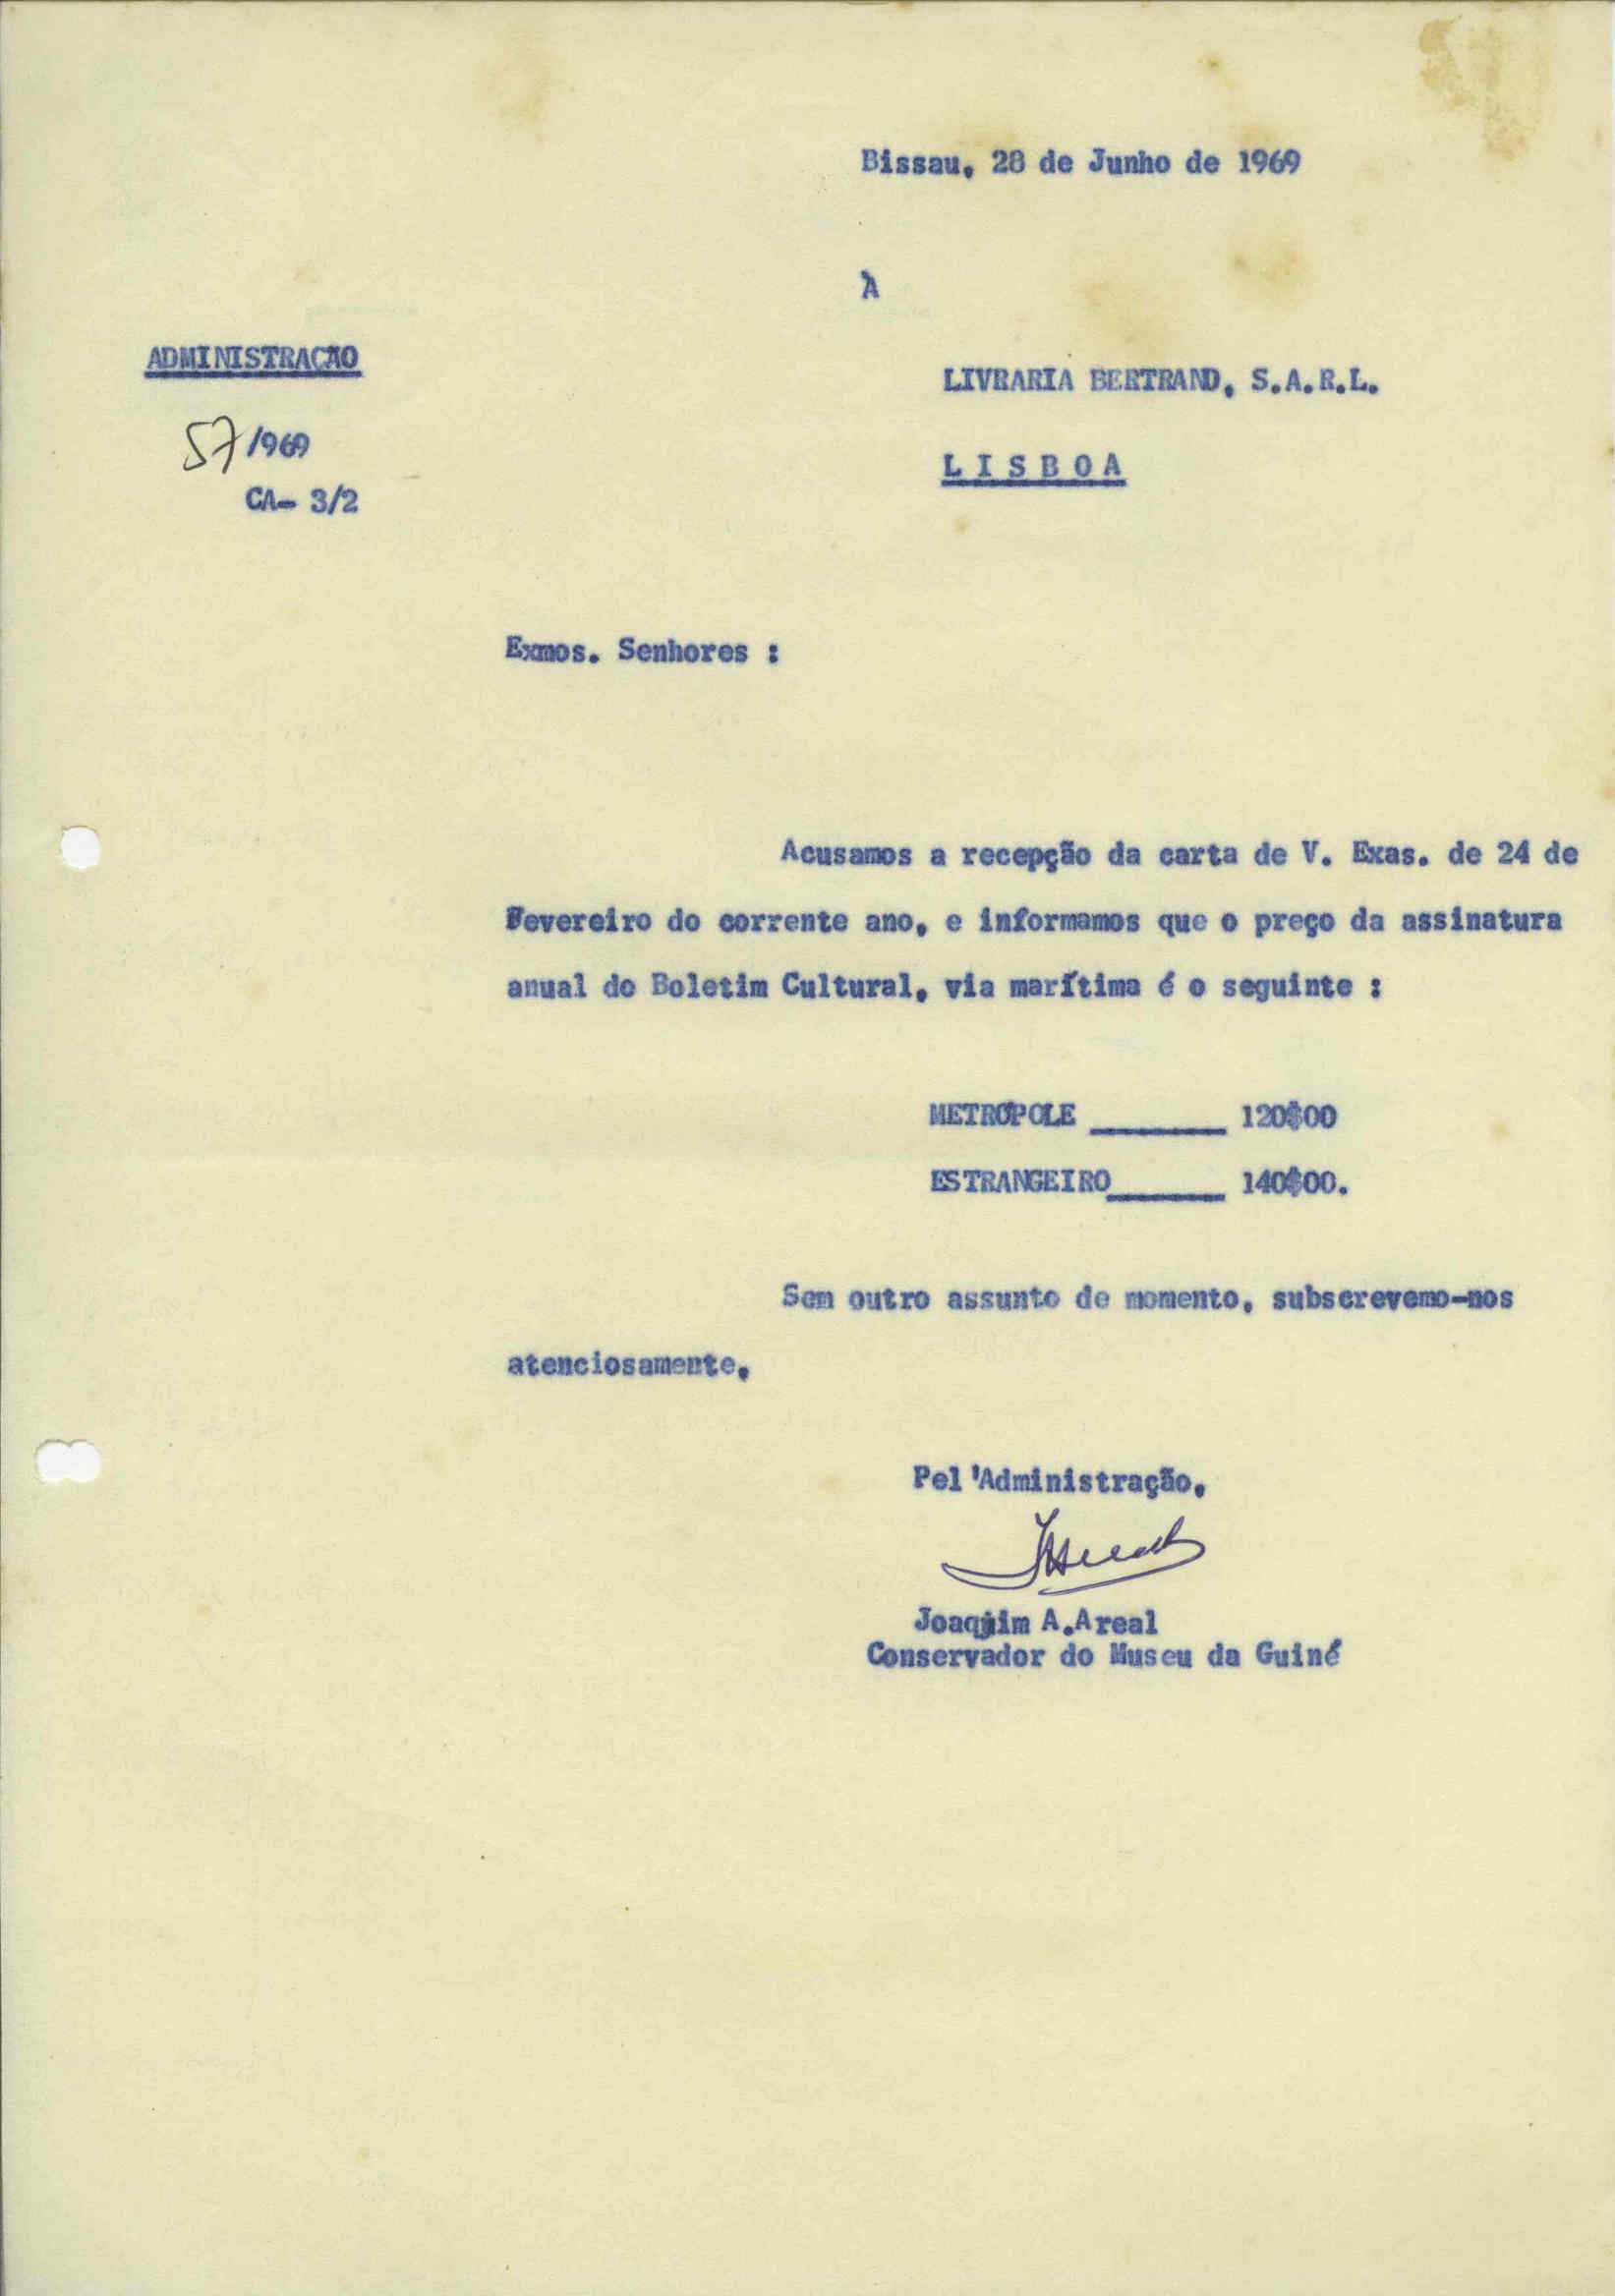 Bissau, 28 de Junho de 1969
À
ADMINISTRAÇÃO
LIVRARIA BERTRAND, S.A.R.L.
57/969
L I S B O A
CA- 3/2
Exmos. Senhores :
Acusamos a recepção da carta de V. Exas. de 24 de
Fevereiro do corrente ano, e informamos que o preço da assinatura
anual do Boletim Cultural, via marítima é o seguinte :
METRÓPOLE ________ 120$00
ESTRANGEIRO_______ 140$00.
Sem outro assunto de momento, subscrevemo-nos
atenciosamente,
Pel'Administração,
Joaquim A.Areal
Conservador do Museu da Guiné